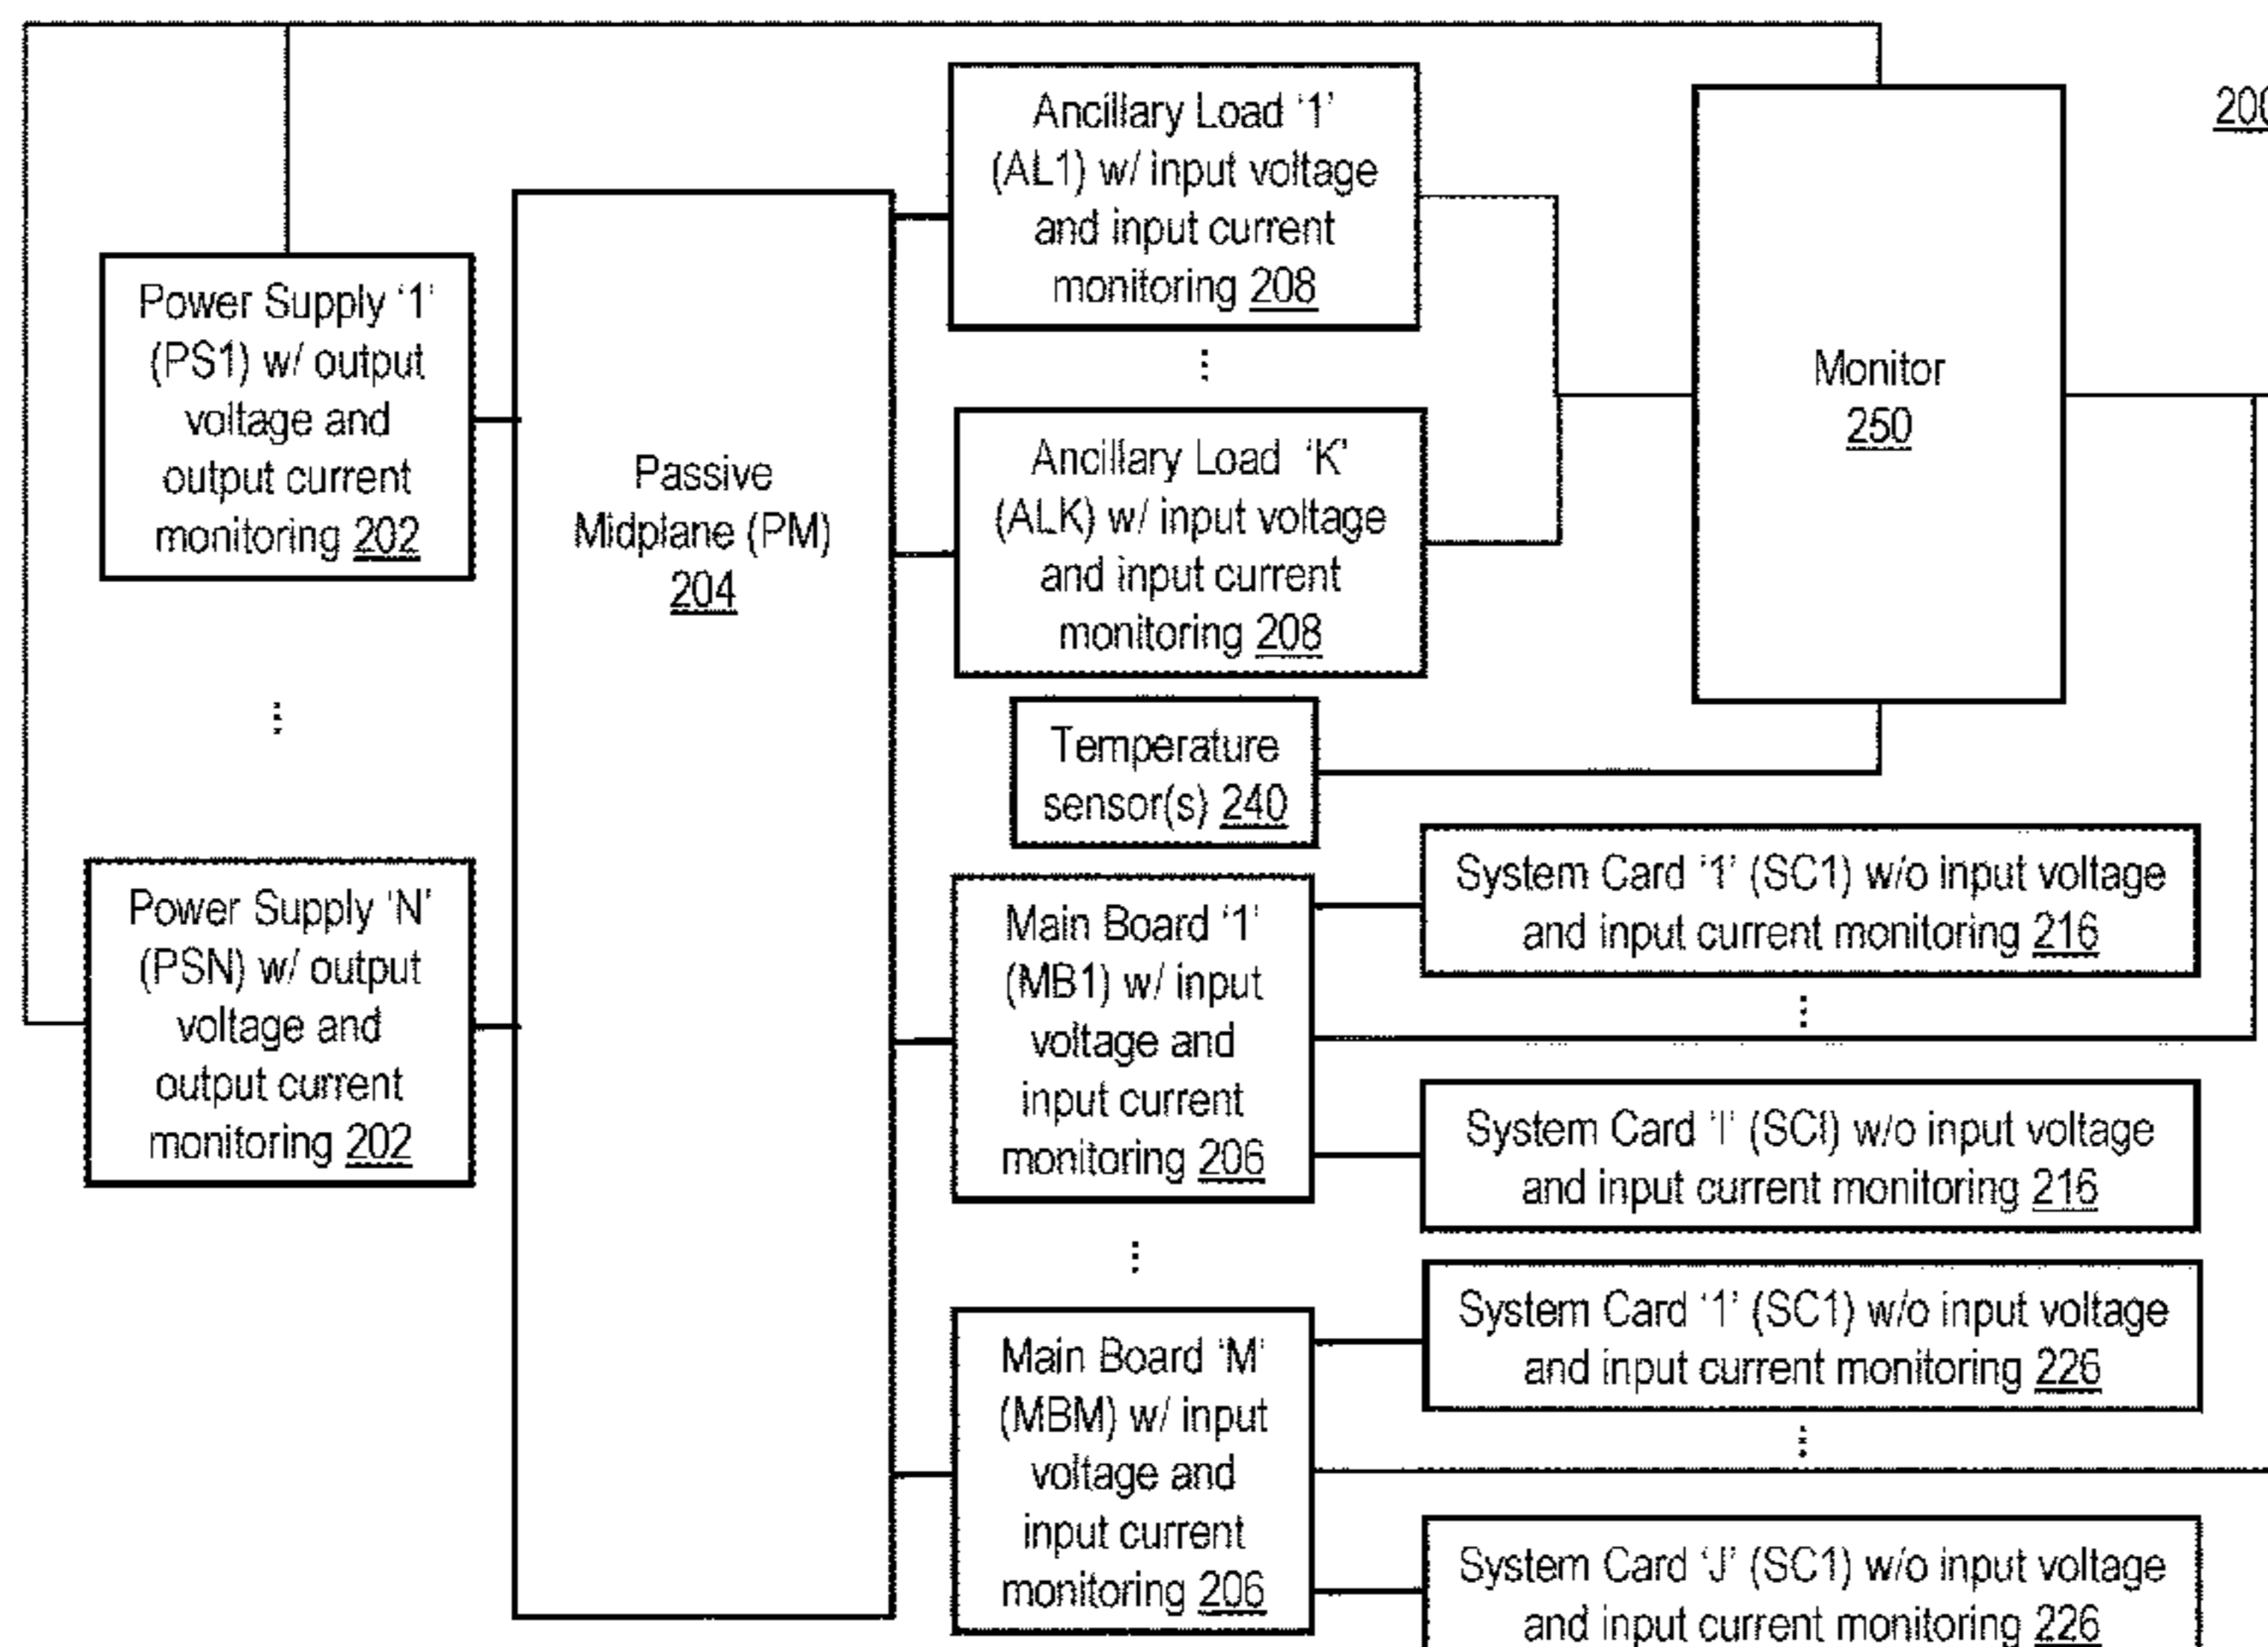 200
Power Supply '1'
(PS1) w/ output
voltage and
output current
monitoring 202
⋮
Power Supply 'N'
(PSN) w/ output
voltage and
output current
monitoring 202
Passive
Midplane (PM)
204
Ancillary Load '1'
(AL1) w/ input voltage
and input current
monitoring 208
⋮
Ancillary Load 'K'
(ALK) w/ input voltage
and input current
monitoring 208
Monitor
250
Temperature
sensor(s) 240
Main Board '1'
(MB1) w/ input
voltage and
input current
monitoring 206
⋮
Main Board 'M'
(MBM) w/ input
voltage and
input current
monitoring 206
System Card '1' (SC1) w/o input voltage
and input current monitoring 216
⋮
System Card 'I' (SCI) w/o input voltage
and input current monitoring 216
System Card '1' (SC1) w/o input voltage
and input current monitoring 226
⋮
System Card 'J' (SC1) w/o input voltage
and input current monitoring 226